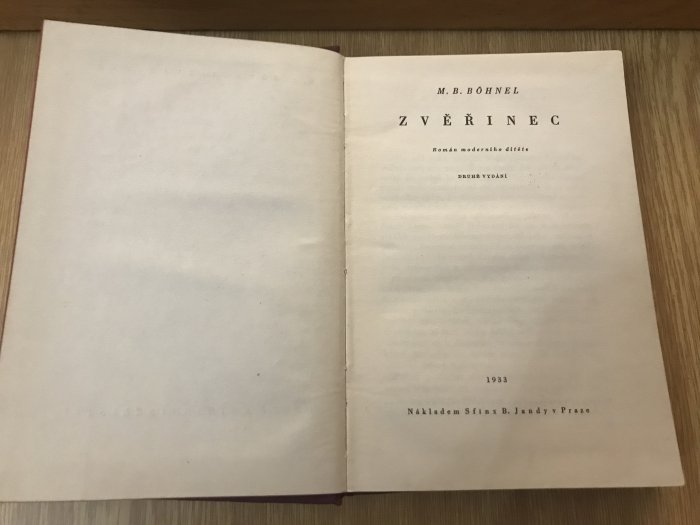 M. B. BÖHNEL
ZVĚŘINEC
Román moderního dítěte
DRUHÉ VYDÁNÍ
1933
Nákladem Sfinx B. Jandy v Praze